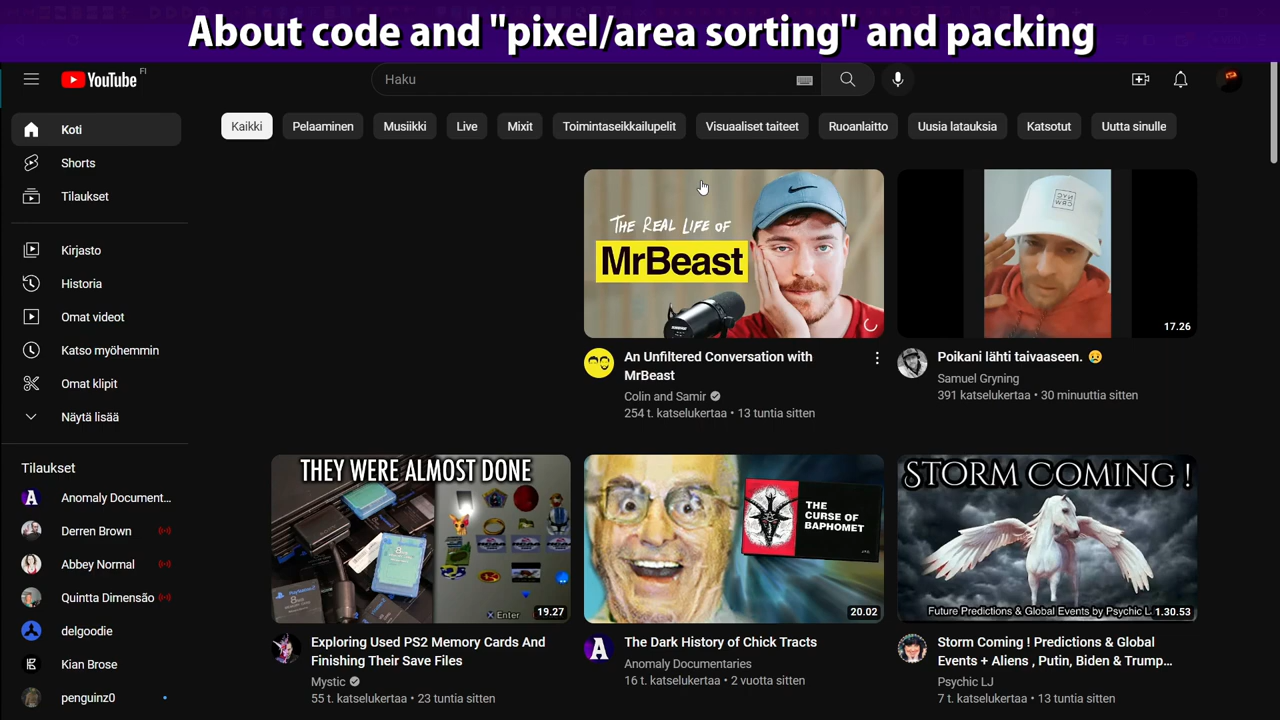 About code and "pixel/area sorting" and packing
YouTube FI
Haku
Kaikki
Pelaaminen
Musiikki
Live
Mixit
Toimintaseikkailupelit
Visuaaliset taiteet
Ruoanlaitto
Uusia latauksia
Katsotut
Uutta sinulle
Koti
Shorts
Tilaukset
Kirjasto
Historia
Omat videot
Katso myöhemmin
Omat klipit
Näytä lisää
Tilaukset
Anomaly Document...
Derren Brown
Abbey Normal
Quintta Dimensão
delgoodie
Kian Brose
penguinz0
THE REAL LIFE OF
MrBeast
An Unfiltered Conversation with
MrBeast
Colin and Samir
254 t. katselukertaa • 13 tuntia sitten
17.26
Poikani lähti taivaaseen. 😥
Samuel Gryning
391 katselukertaa • 30 minuuttia sitten
THEY WERE ALMOST DONE
Enter
19.27
Exploring Used PS2 Memory Cards And
Finishing Their Save Files
Mystic
55 t. katselukertaa • 23 tuntia sitten
THE
CURSE OF
BAPHOMET
20.02
The Dark History of Chick Tracts
Anomaly Documentaries
16 t. katselukertaa • 2 vuotta sitten
STORM COMING !
Future Predictions & Global Events by Psychic L
1.30.53
Storm Coming ! Predictions & Global
Events + Aliens , Putin, Biden & Trump...
Psychic LJ
7 t. katselukertaa • 13 tuntia sitten